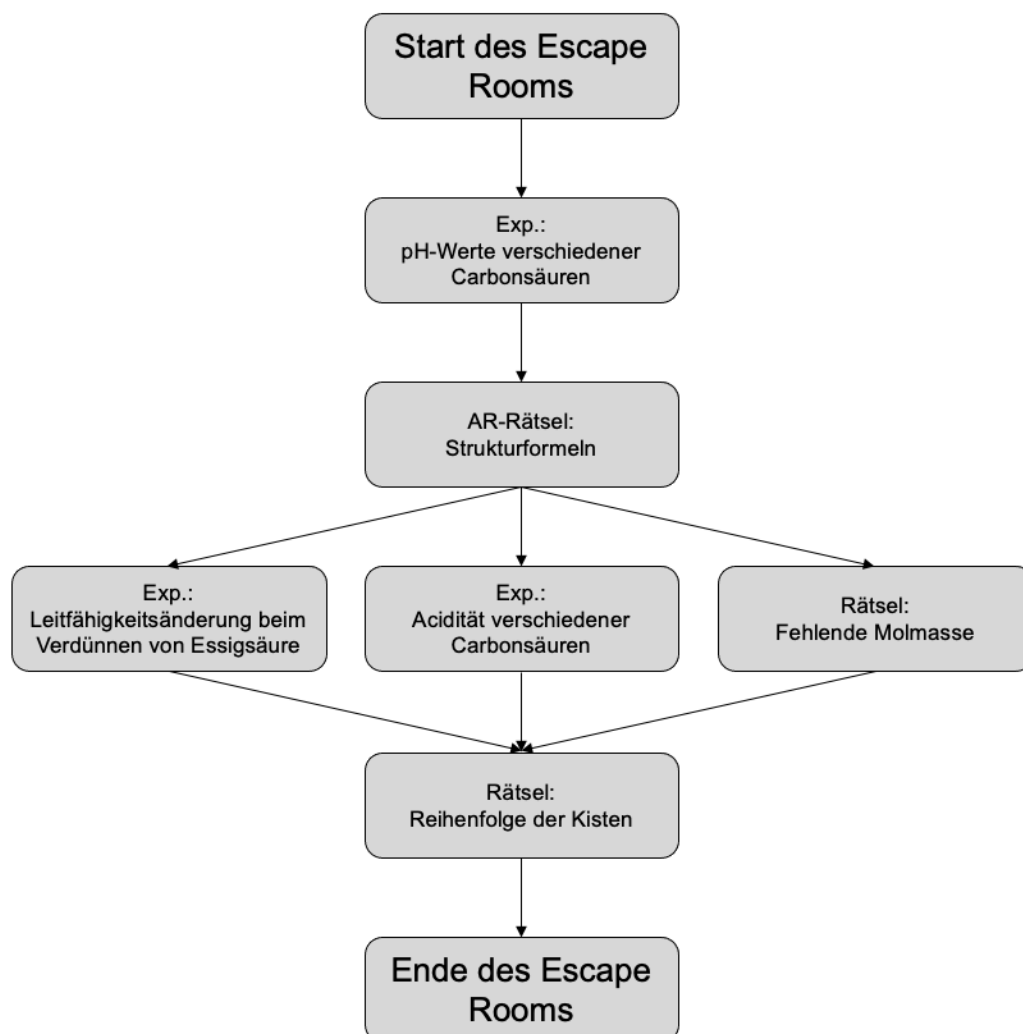 Start des Escape
Rooms
Exp.:
pH-Werte verschiedener
Carbonsäuren
AR-Rätsel:
Strukturformeln
Exp.:
Leitfähigkeitsänderung beim
Verdünnen von Essigsäure
Exp.:
Acidität verschiedener
Carbonsäuren
Rätsel:
Fehlende Molmasse
Rätsel:
Reihenfolge der Kisten
Ende des Escape
Rooms